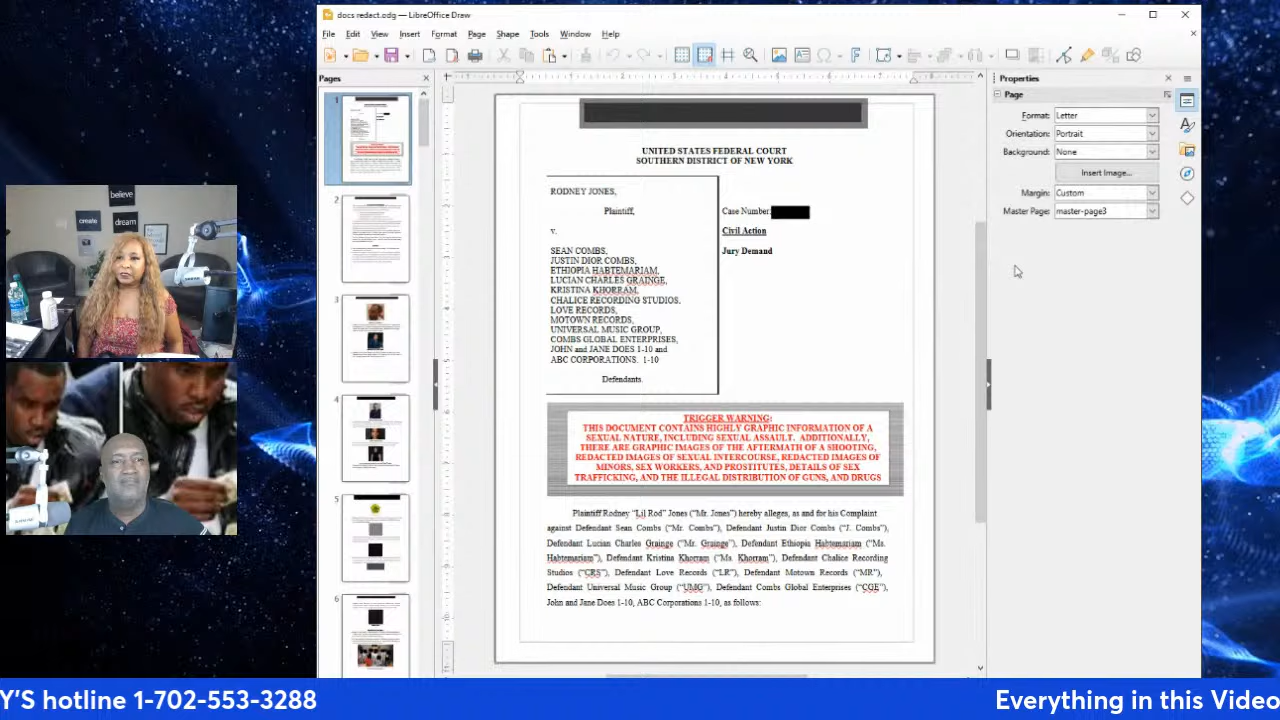 docs redact.odg — LibreOffice Draw
File Edit View Insert Format Page Shape Tools Window Help
Pages
1
2
3
4
5
6
believe
create
dream
UNITED STATES FEDERAL COURT
SOUTHERN DISTRICT OF NEW YORK
RODNEY JONES,
Plaintiff,
SEAN COMBS,
JUSTIN DIOR COMBS,
ETHIOPIA HABTEMARIAM,
LUCIAN CHARLES GRAINGE,
KRISTINA KHORRAM,
CHALICE RECORDING STUDIOS,
LOVE RECORDS,
MOTOWN RECORDS,
UNIVERSAL MUSIC GROUP,
COMBS GLOBAL ENTERPRISES,
JOHN and JANE DOES 1-10 and
ABC CORPORATIONS. 1-10
Defendants.
Case Number:
Civil Action
Jury Demand
TRIGGER WARNING:
THIS DOCUMENT CONTAINS HIGHLY GRAPHIC INFORMATION OF A
SEXUAL NATURE, INCLUDING SEXUAL ASSAULT. ADDITIONALLY,
THERE ARE GRAPHIC IMAGES OF THE AFTERMATH OF A SHOOTING,
REDACTED IMAGES OF SEXUAL INTERCOURSE, REDACTED IMAGES OF
MINORS, SEX WORKERS, AND PROSTITUTES, DETAILS OF SEX
TRAFFICKING, AND THE ILLEGAL DISTRIBUTION OF GUNS, AND DRUGS
Plaintiff Rodney “Lil Rod” Jones (“Mr. Jones”) hereby alleges, as and for his Complaint
against Defendant Sean Combs (“Mr. Combs”), Defendant Justin Dior Combs (“J. Combs”),
Defendant Lucian Charles Grainge (“Mr. Grainge”), Defendant Ethiopia Habtemariam (“Ms.
Habtemariam”), Defendant Kristina Khorram (“Ms. Khorram”), Defendant Chalice Recording
Studios (“CRS”), Defendant Love Records (“LR”), Defendant Motown Records (“MR”),
Defendant Universal Music Group (“UMG”), Defendant Combs Global Enterprises (“CGE”),
John and Jane Does 1-10, ABC Corporations 1-10, as follows:
Properties
Page
Format: Letter
Orientation: Portrait
Background: None
Insert Image...
Margin: Custom
Master Page: master-page3
Y'S hotline 1-702-553-3288
Everything in this Video